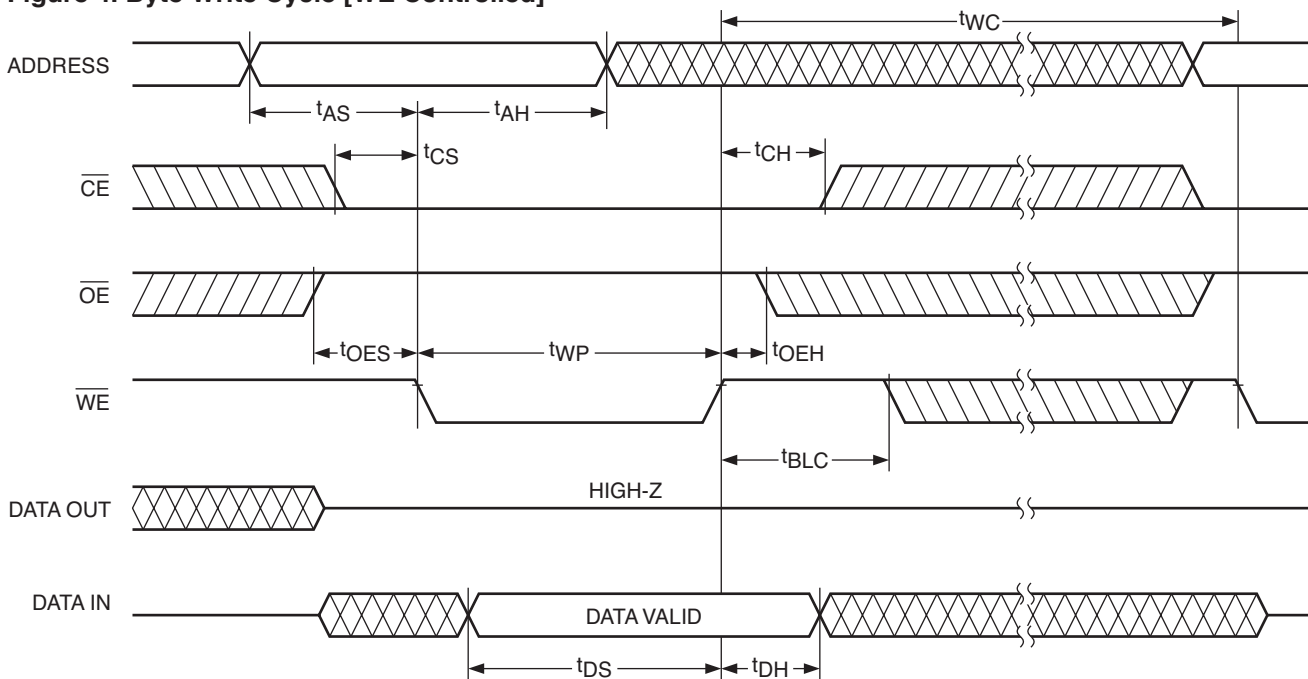 Figure 4. Byte Write Cycle [WE Controlled]
tWC
ADDRESS
tAS
tAH
tCS
tCH
CE
OE
tOES
tWP
tOEH
WE
tBLC
HIGH-Z
DATA OUT
DATA IN
DATA VALID
tDS
tDH